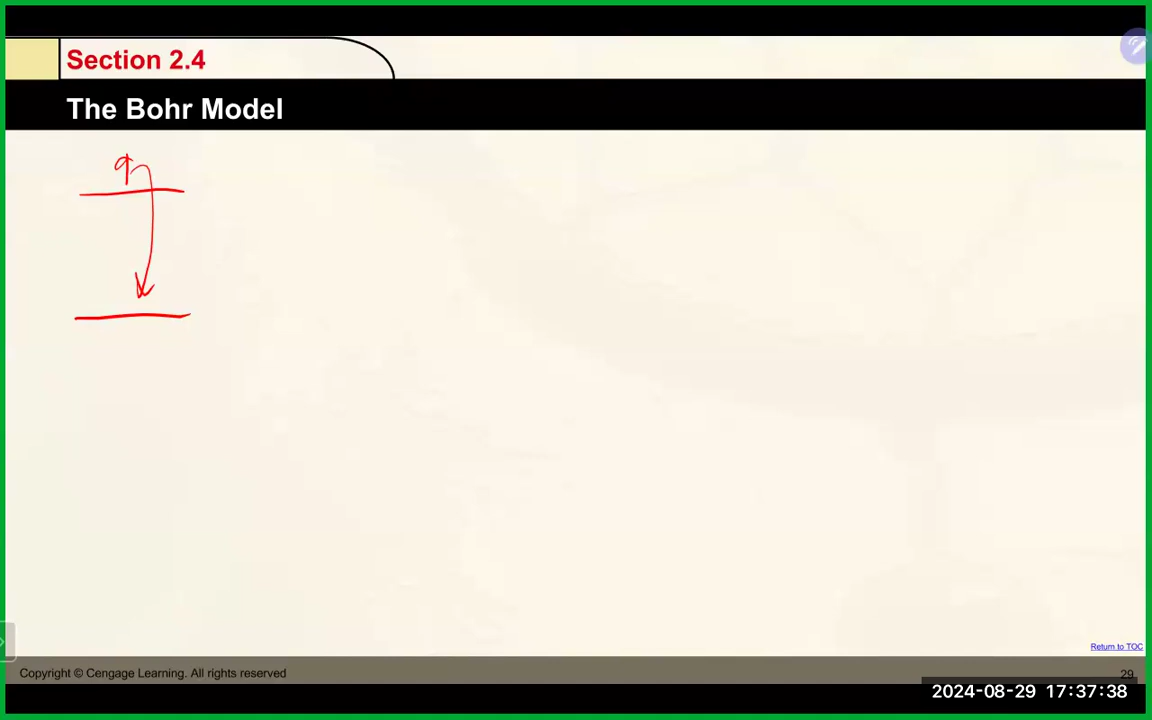 Section 2.4
The Bohr Model
Return to TOC
Copyright © Cengage Learning. All rights reserved
29
2024-08-29 17:37:38